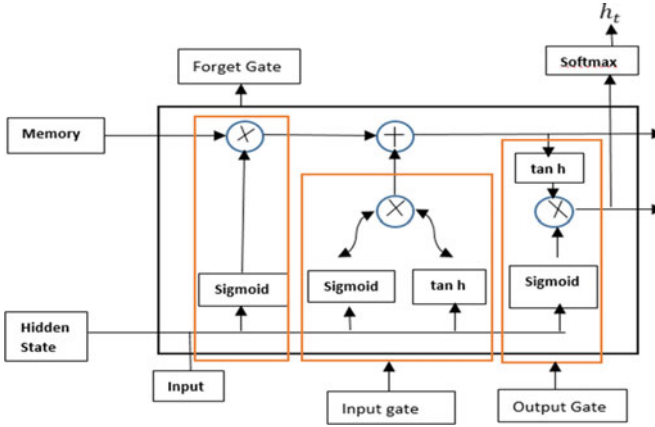 h_t
Softmax
Forget Gate
Memory
×
+
tan h
×
×
Sigmoid
Sigmoid
tan h
Sigmoid
Hidden
State
Input
Input gate
Output Gate